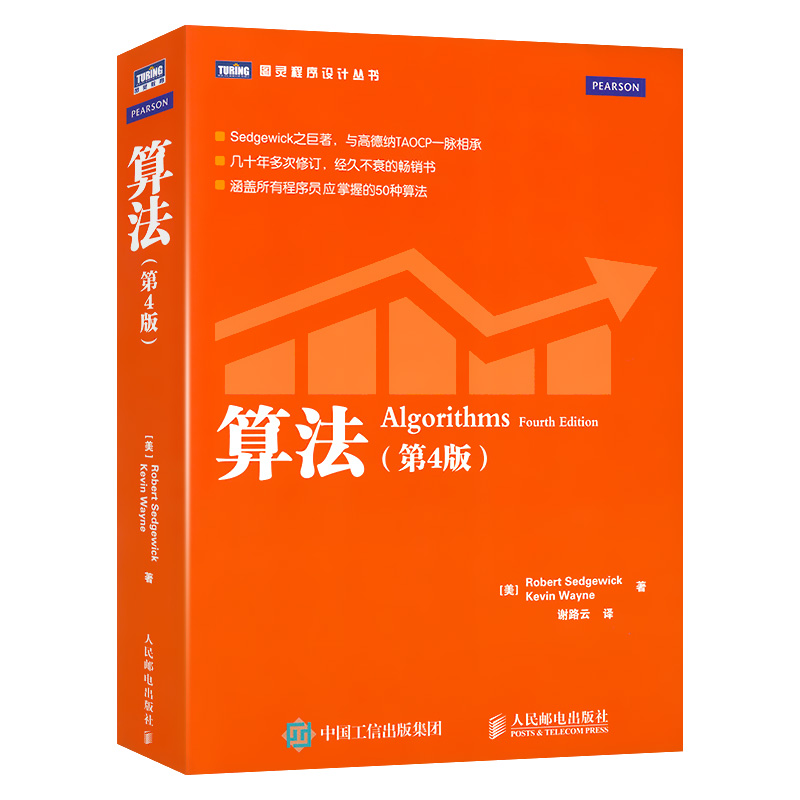 TURING
图灵程序设计丛书
PEARSON
Sedgewick之巨著，与高德纳TAOCP一脉相承
几十年多次修订，经久不衰的畅销书
涵盖所有程序员应掌握的50种算法
算法
Algorithms Fourth Edition
（第4版）
[美] Robert Sedgewick
Kevin Wayne 著
谢路云 译
中国工信出版集团
人民邮电出版社
POSTS & TELECOM PRESS
TURING
图灵教育
PEARSON
算法
（第4版）
[美] Robert Sedgewick
Kevin Wayne
著
人民邮电出版社